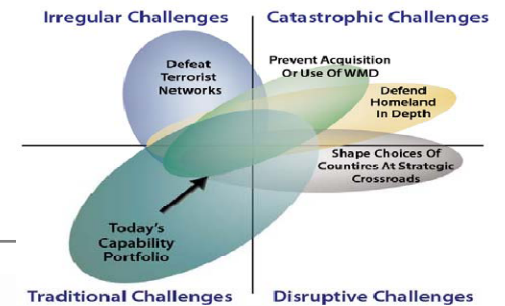 Irregular Challenges
Catastrophic Challenges
Defeat
Terrorist
Networks
Prevent Acquisition
Or Use Of WMD
Defend
Homeland
In Depth
Shape Choices Of
Countires At Strategic
Crossroads
Today's
Capability
Portfolio
Traditional Challenges
Disruptive Challenges